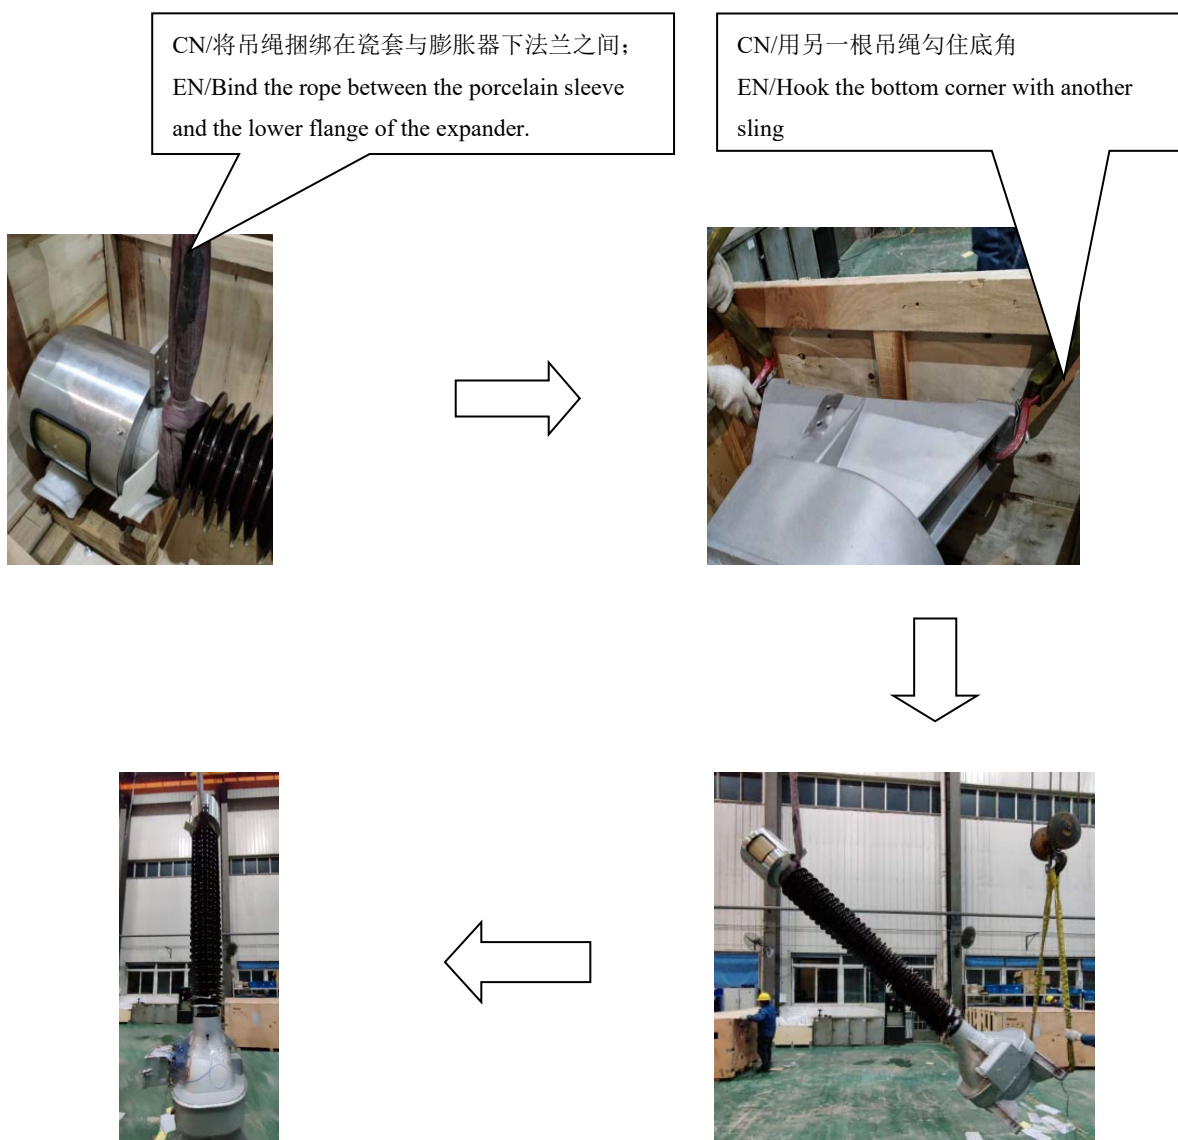 CN/将吊绳捆绑在瓷套与膨胀器下法兰之间；
EN/Bind the rope between the porcelain sleeve
and the lower flange of the expander.
CN/用另一根吊绳勾住底角
EN/Hook the bottom corner with another
sling